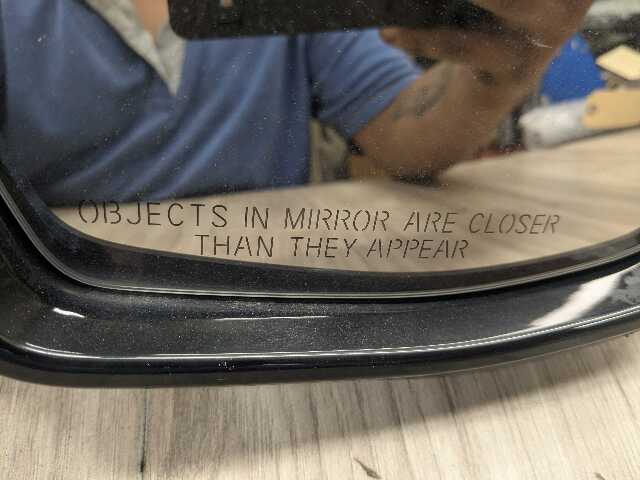 OBJECTS IN MIRROR ARE CLOSER
THAN THEY APPEAR